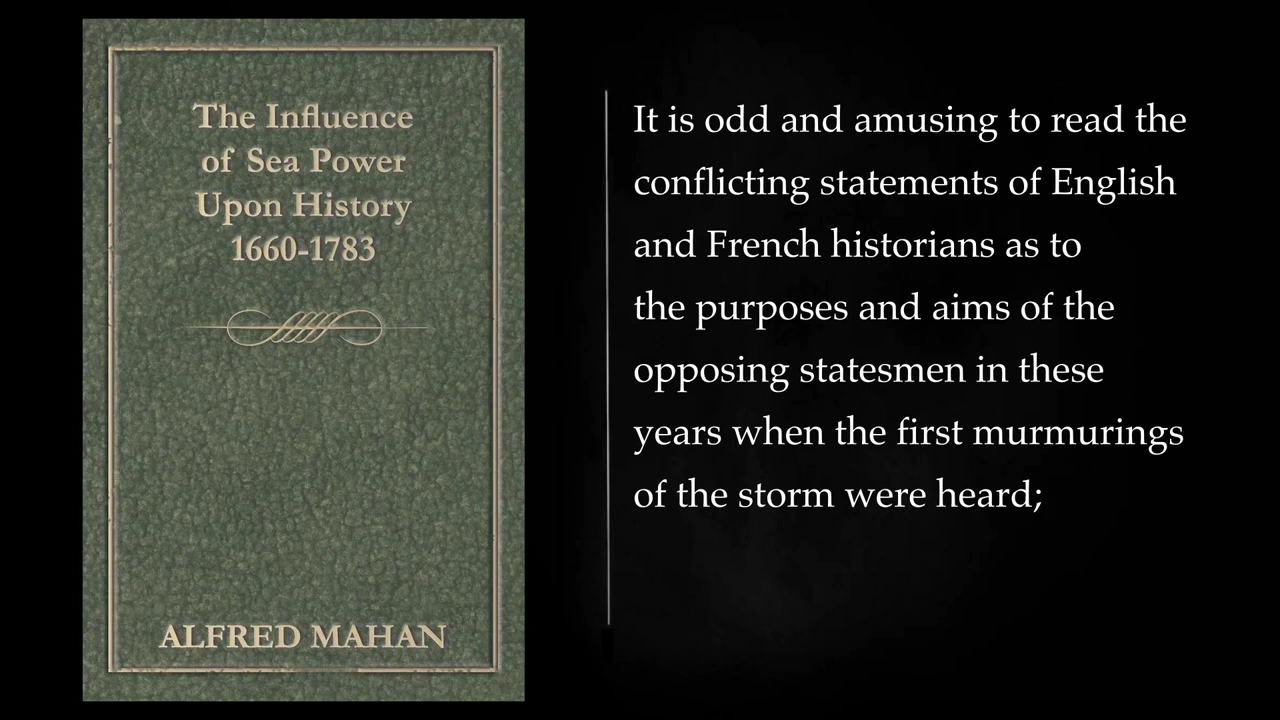 The Influence
of Sea Power
Upon History
1660-1783
ALFRED MAHAN
It is odd and amusing to read the
conflicting statements of English
and French historians as to
the purposes and aims of the
opposing statesmen in these
years when the first murmurings
of the storm were heard;